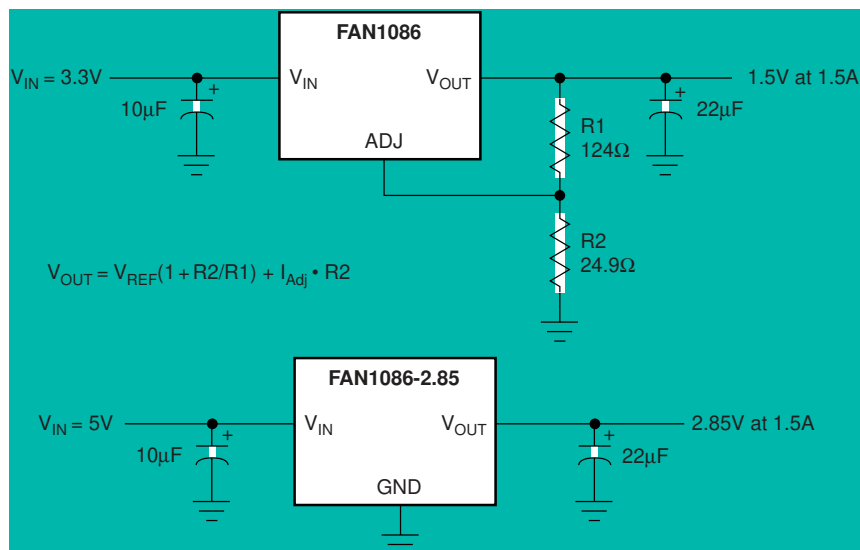 FAN1086
V_IN = 3.3V
V_IN
V_OUT
1.5V at 1.5A
10μF
+
ADJ
R1
124Ω
+
22μF
R2
24.9Ω
V_OUT = V_REF(1 + R2/R1) + I_Adj • R2
FAN1086-2.85
V_IN = 5V
V_IN
V_OUT
2.85V at 1.5A
10μF
+
GND
+
22μF